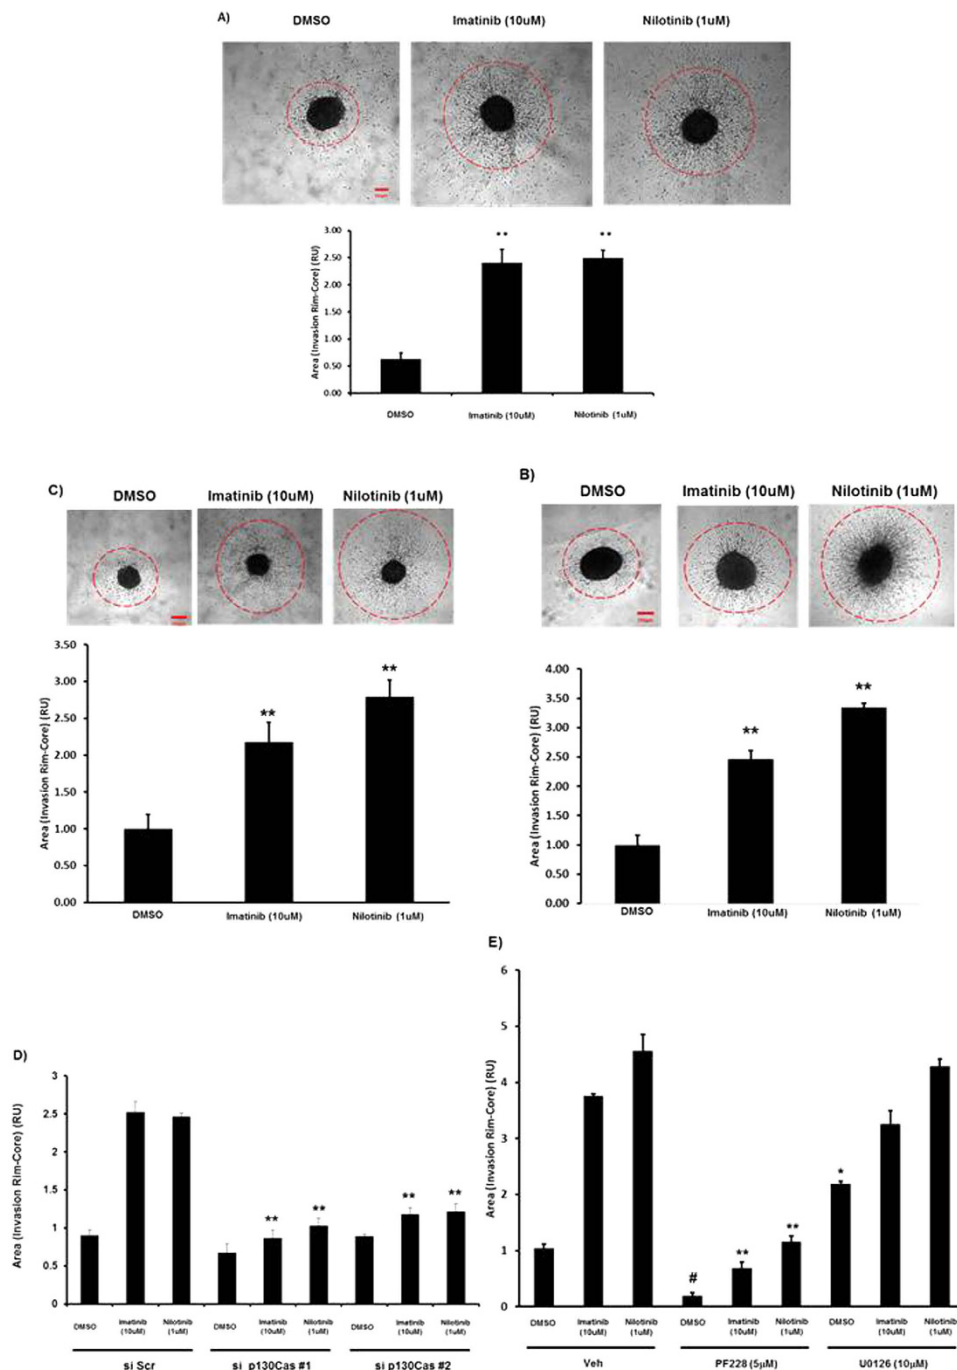 A)
DMSO Imatinib (10uM) Nilotinib (1uM)
Area (Invasion Rim-Core) (RU)
3.00
2.50
2.00
1.50
1.00
0.50
0.00
** **
DMSO Imatinib (10uM) Nilotinib (1uM)
C)
DMSO Imatinib (10uM) Nilotinib (1uM)
Area (Invasion Rim-Core) (RU)
3.50
3.00
2.50
2.00
1.50
1.00
0.50
0.00
** **
DMSO Imatinib (10uM) Nilotinib (1uM)
B)
DMSO Imatinib (10uM) Nilotinib (1uM)
Area (Invasion Rim-Core) (RU)
4.00
3.50
3.00
2.50
2.00
1.50
1.00
0.50
0.00
** **
DMSO Imatinib (10uM) Nilotinib (1uM)
D)
Area (Invasion Rim-Core) (RU)
3
2.5
2
1.5
1
0.5
0
** ** ** **
DMSO Imatinib (10uM) Nilotinib (1uM) DMSO Imatinib (10uM) Nilotinib (1uM) DMSO Imatinib (10uM) Nilotinib (1uM)
si Scr si p130Cas #1 si p130Cas #2
E)
Area (Invasion Rim-Core) (RU)
6
5
4
3
2
1
0
# ** ** *
DMSO Imatinib (10uM) Nilotinib (1uM) DMSO Imatinib (10uM) Nilotinib (1uM) DMSO Imatinib (10uM) Nilotinib (1uM)
Veh PF228 (5µM) U0126 (10µM)